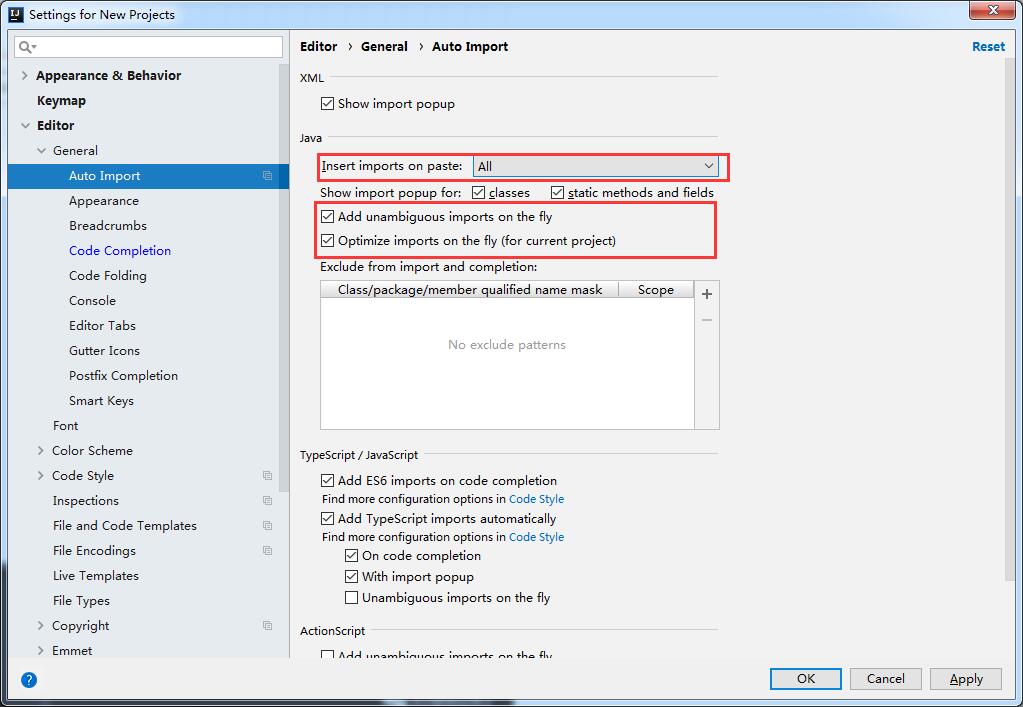 Settings for New Projects
Appearance & Behavior
Keymap
Editor
General
Auto Import
Appearance
Breadcrumbs
Code Completion
Code Folding
Console
Editor Tabs
Gutter Icons
Postfix Completion
Smart Keys
Font
Color Scheme
Code Style
Inspections
File and Code Templates
File Encodings
Live Templates
File Types
Copyright
Emmet
Editor › General › Auto Import
Reset
XML
Show import popup
Java
Insert imports on paste: All
Show import popup for: classes static methods and fields
Add unambiguous imports on the fly
Optimize imports on the fly (for current project)
Exclude from import and completion:
Class/package/member qualified name mask Scope
No exclude patterns
TypeScript / JavaScript
Add ES6 imports on code completion
Find more configuration options in Code Style
Add TypeScript imports automatically
Find more configuration options in Code Style
On code completion
With import popup
Unambiguous imports on the fly
ActionScript
Add unambiguous imports on the fly
OK Cancel Apply